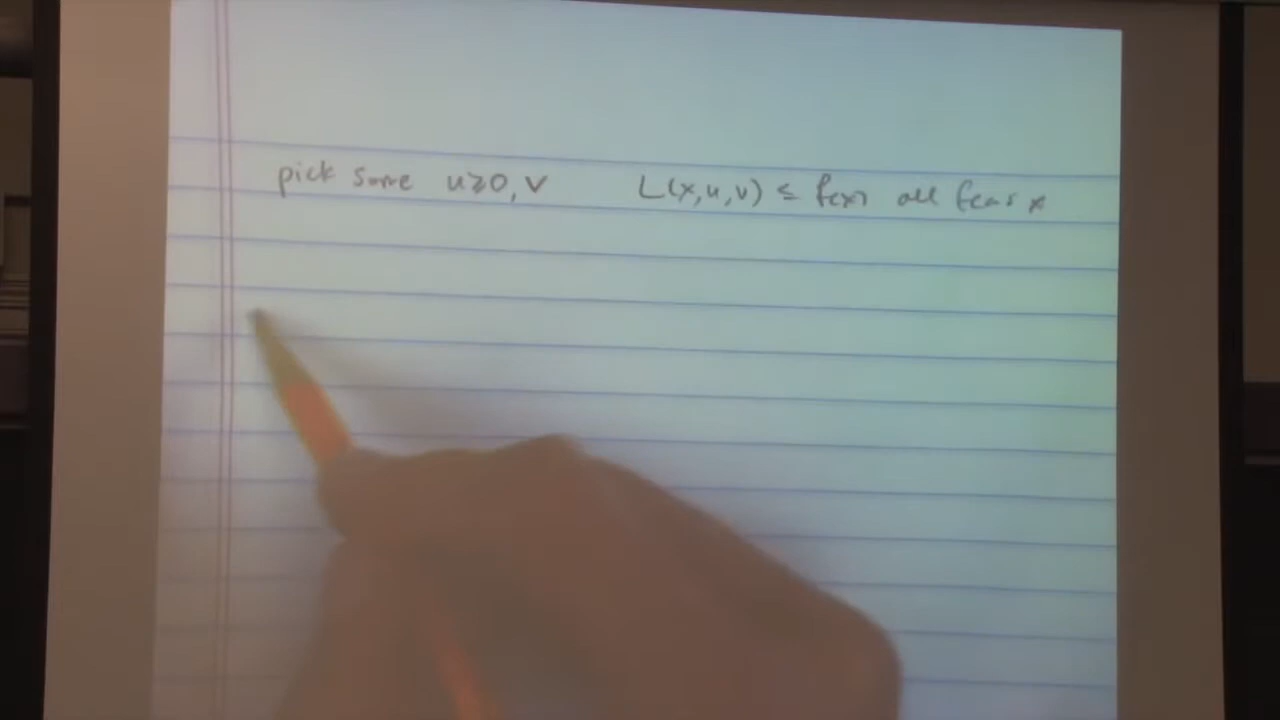 pick some u≥0, v L(x,u,v) ≤ f(x) all feas x